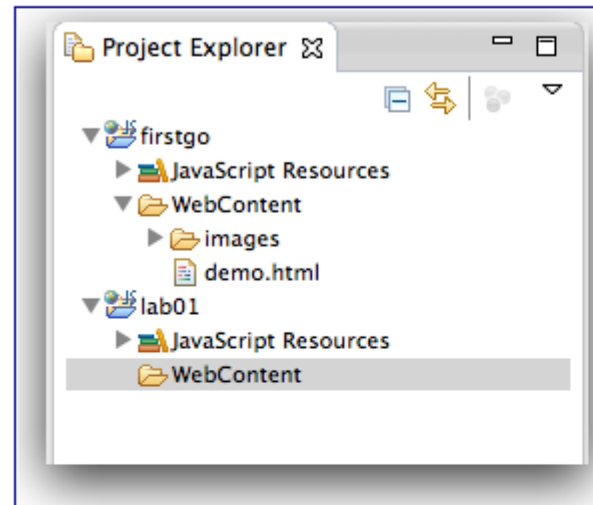 Project Explorer
firstgo
JavaScript Resources
WebContent
images
demo.html
lab01
JavaScript Resources
WebContent